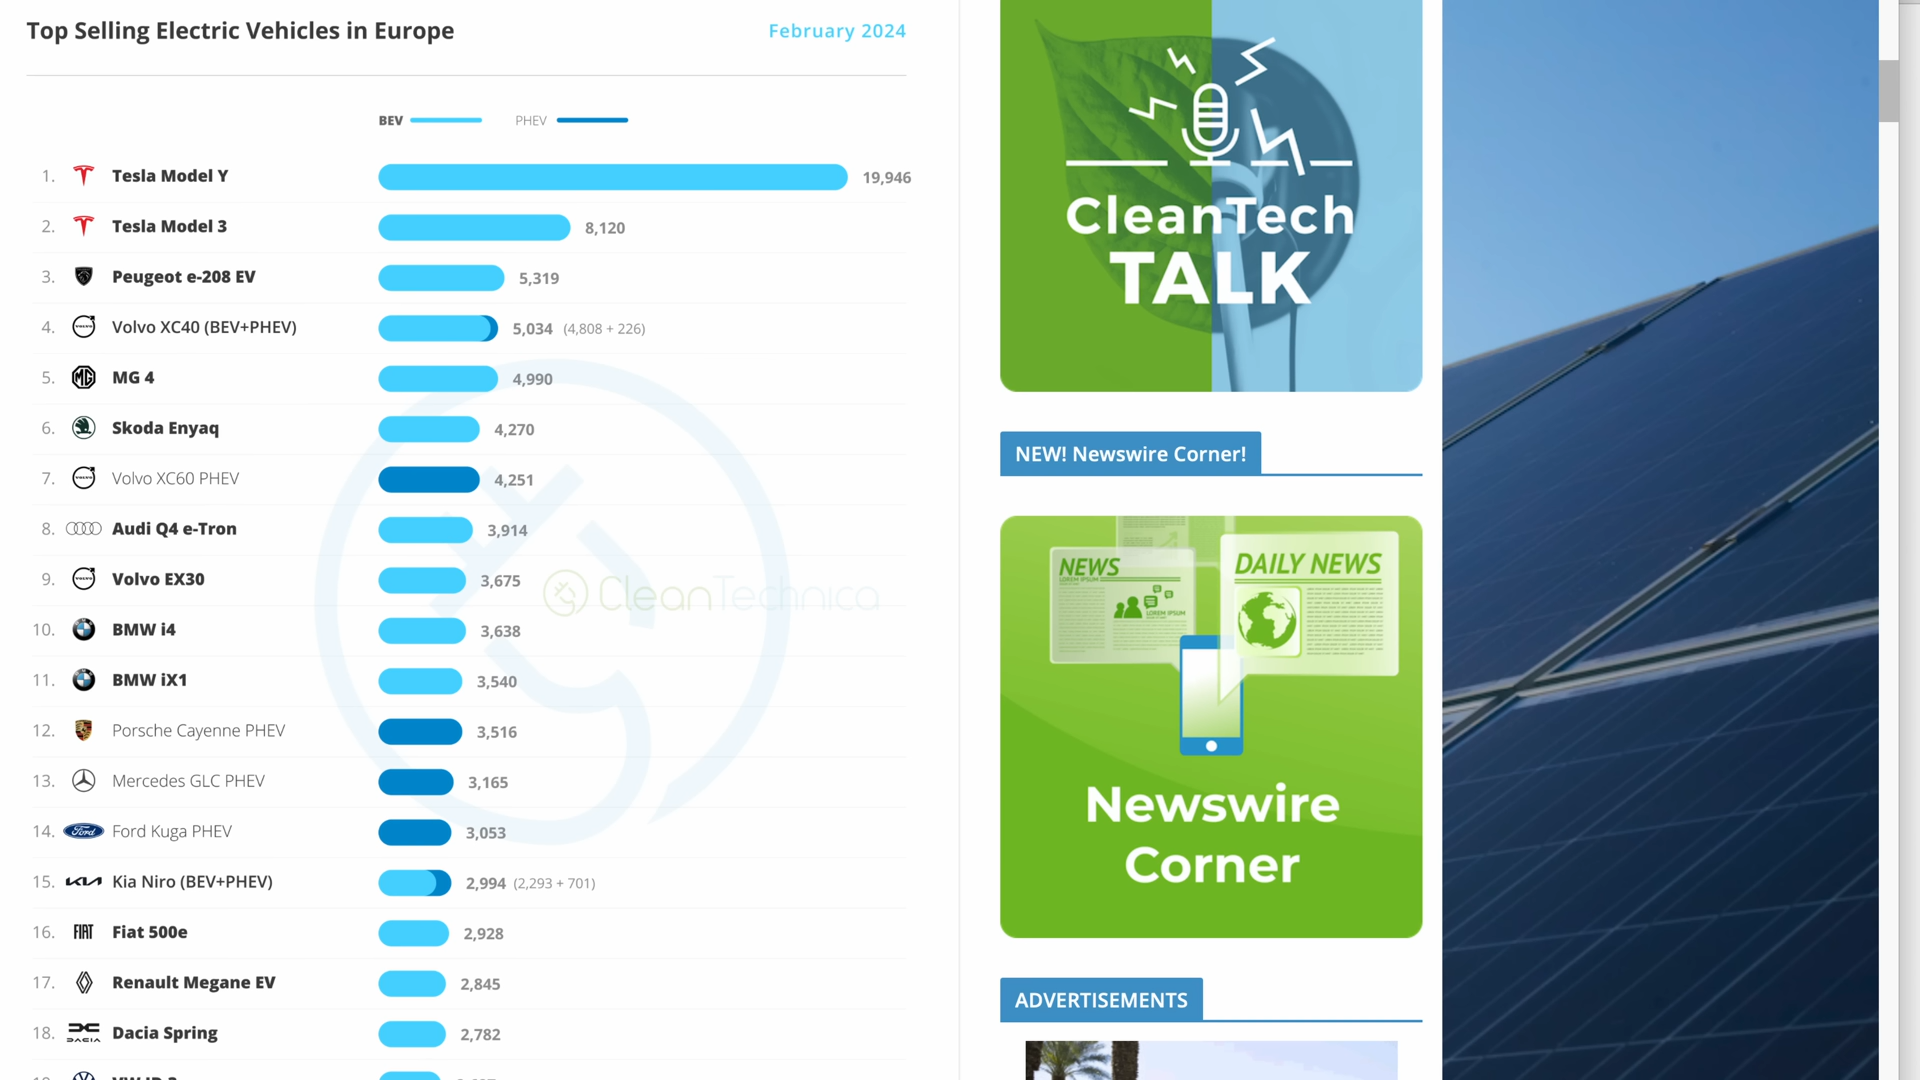 Top Selling Electric Vehicles in Europe
February 2024
BEV
PHEV
1. Tesla Model Y 19,946
2. Tesla Model 3 8,120
3. Peugeot e-208 EV 5,319
4. Volvo XC40 (BEV+PHEV) 5,034 (4,808 + 226)
5. MG 4 4,990
6. Skoda Enyaq 4,270
7. Volvo XC60 PHEV 4,251
8. Audi Q4 e-Tron 3,914
9. Volvo EX30 3,675
10. BMW i4 3,638
11. BMW iX1 3,540
12. Porsche Cayenne PHEV 3,516
13. Mercedes GLC PHEV 3,165
14. Ford Kuga PHEV 3,053
15. Kia Niro (BEV+PHEV) 2,994 (2,293 + 701)
16. Fiat 500e 2,928
17. Renault Megane EV 2,845
18. Dacia Spring 2,782
CleanTechnica
CleanTech
TALK
NEW! Newswire Corner!
NEWS
LOREM IPSUM
LOREM IPSUM
DAILY NEWS
Newswire
Corner
ADVERTISEMENTS